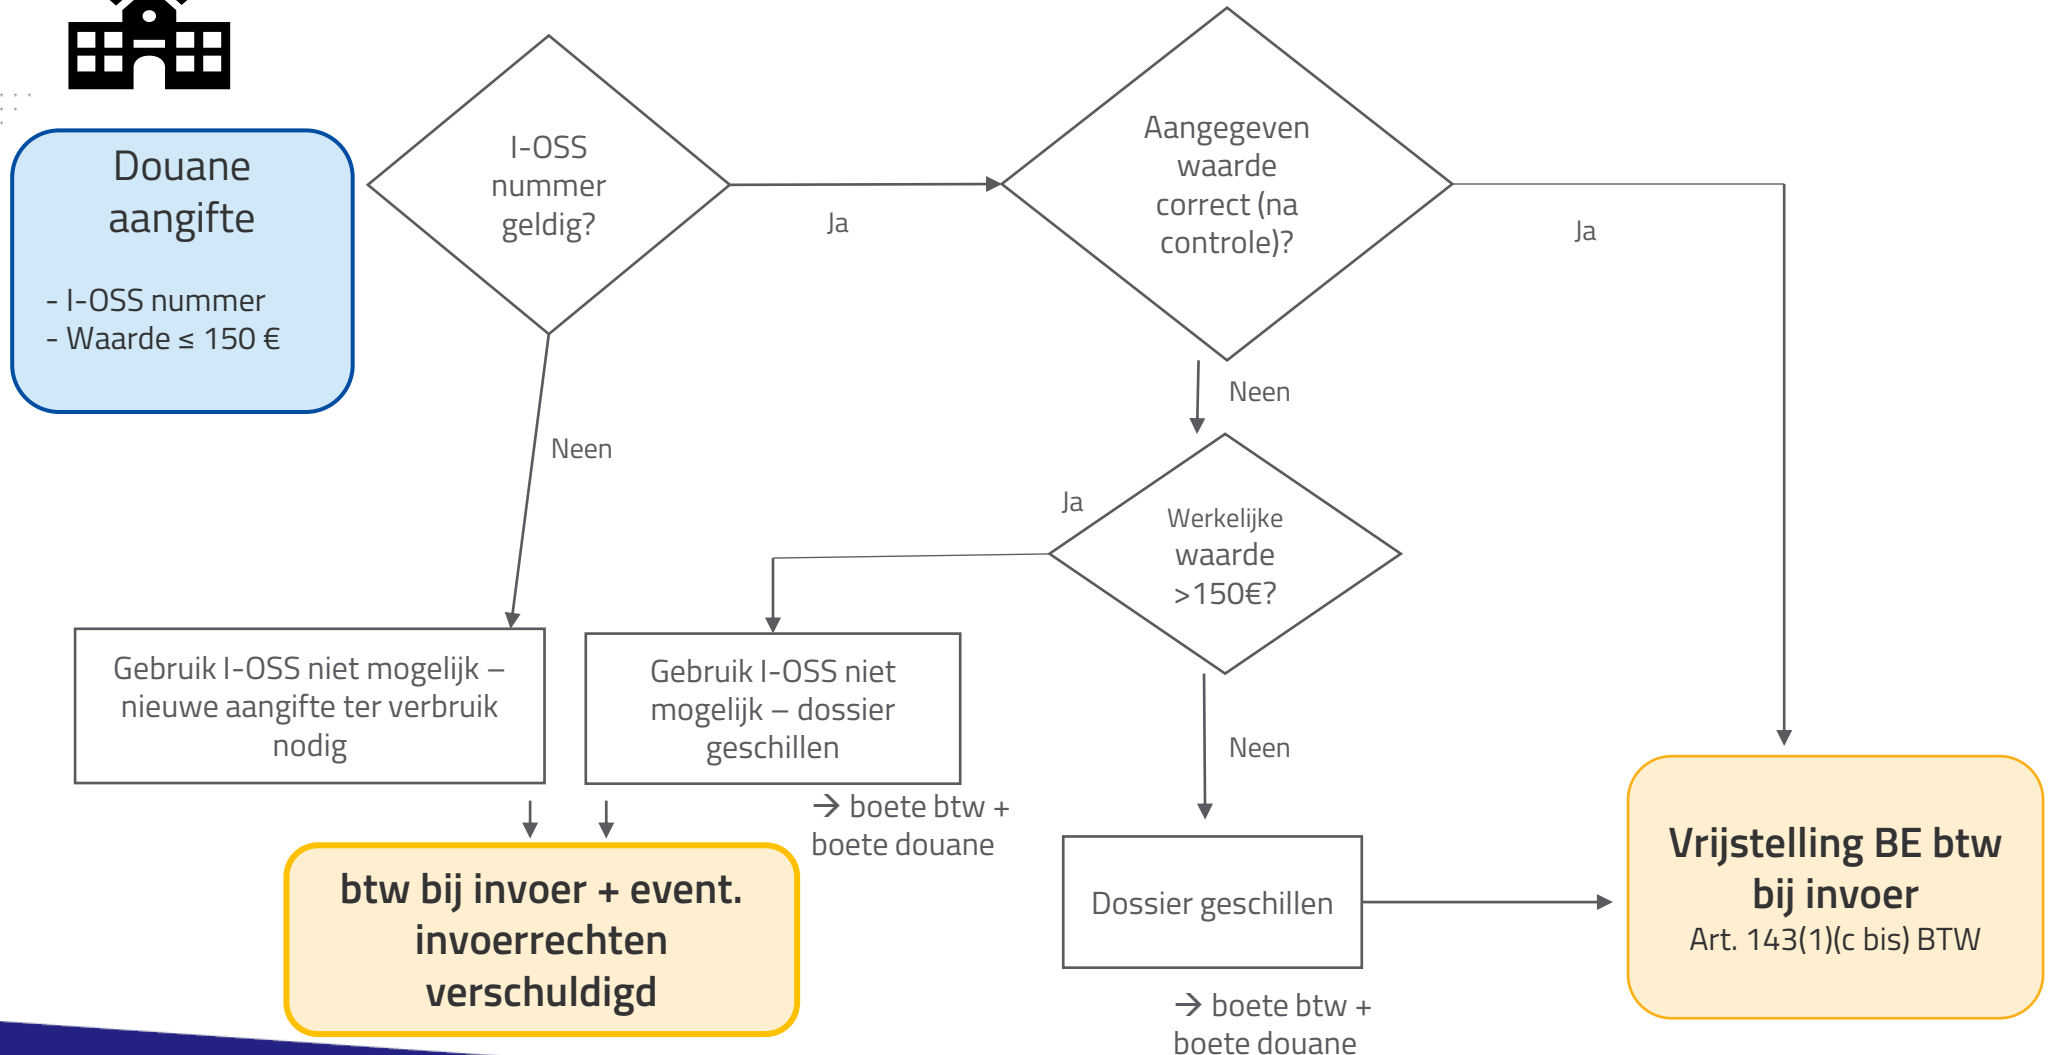 Douane
aangifte
- I-OSS nummer
- Waarde ≤ 150 €
I-OSS
nummer
geldig?
Ja
Aangegeven
waarde
correct (na
controle)?
Ja
Neen
Neen
Ja
Werkelijke
waarde
>150€?
Gebruik I-OSS niet mogelijk –
nieuwe aangifte ter verbruik
nodig
Gebruik I-OSS niet
mogelijk – dossier
geschillen
→ boete btw +
boete douane
Neen
btw bij invoer + event.
invoerrechten
verschuldigd
Dossier geschillen
→ boete btw +
boete douane
Vrijstelling BE btw
bij invoer
Art. 143(1)(c bis) BTW